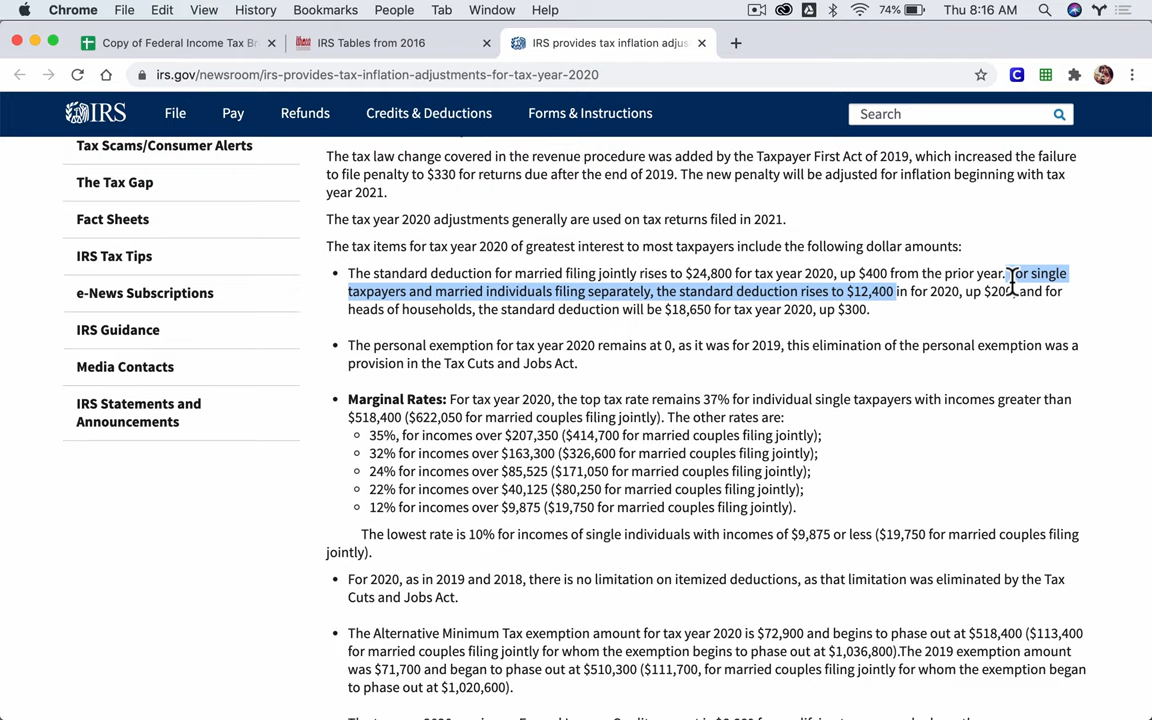 Chrome File Edit View History Bookmarks People Tab Window Help 74% Thu 8:16 AM
Copy of Federal Income Tax Br
IRS Tables from 2016
IRS provides tax inflation adjus
irs.gov/newsroom/irs-provides-tax-inflation-adjustments-for-tax-year-2020
IRS File Pay Refunds Credits & Deductions Forms & Instructions Search
Tax Scams/Consumer Alerts
The Tax Gap
Fact Sheets
IRS Tax Tips
e-News Subscriptions
IRS Guidance
Media Contacts
IRS Statements and
Announcements
The tax law change covered in the revenue procedure was added by the Taxpayer First Act of 2019, which increased the failure
to file penalty to $330 for returns due after the end of 2019. The new penalty will be adjusted for inflation beginning with tax
year 2021.
The tax year 2020 adjustments generally are used on tax returns filed in 2021.
The tax items for tax year 2020 of greatest interest to most taxpayers include the following dollar amounts:
• The standard deduction for married filing jointly rises to $24,800 for tax year 2020, up $400 from the prior year. For single
taxpayers and married individuals filing separately, the standard deduction rises to $12,400 in for 2020, up and for
heads of households, the standard deduction will be $18,650 for tax year 2020, up $300.
• The personal exemption for tax year 2020 remains at 0, as it was for 2019, this elimination of the personal exemption was a
provision in the Tax Cuts and Jobs Act.
• Marginal Rates: For tax year 2020, the top tax rate remains 37% for individual single taxpayers with incomes greater than
$518,400 ($622,050 for married couples filing jointly). The other rates are:
35%, for incomes over $207,350 ($414,700 for married couples filing jointly);
32% for incomes over $163,300 ($326,600 for married couples filing jointly);
24% for incomes over $85,525 ($171,050 for married couples filing jointly);
22% for incomes over $40,125 ($80,250 for married couples filing jointly);
12% for incomes over $9,875 ($19,750 for married couples filing jointly).
The lowest rate is 10% for incomes of single individuals with incomes of $9,875 or less ($19,750 for married couples filing
jointly).
• For 2020, as in 2019 and 2018, there is no limitation on itemized deductions, as that limitation was eliminated by the Tax
Cuts and Jobs Act.
• The Alternative Minimum Tax exemption amount for tax year 2020 is $72,900 and begins to phase out at $518,400 ($113,400
for married couples filing jointly for whom the exemption begins to phase out at $1,036,800).The 2019 exemption amount
was $71,700 and began to phase out at $510,300 ($111,700, for married couples filing jointly for whom the exemption began
to phase out at $1,020,600).